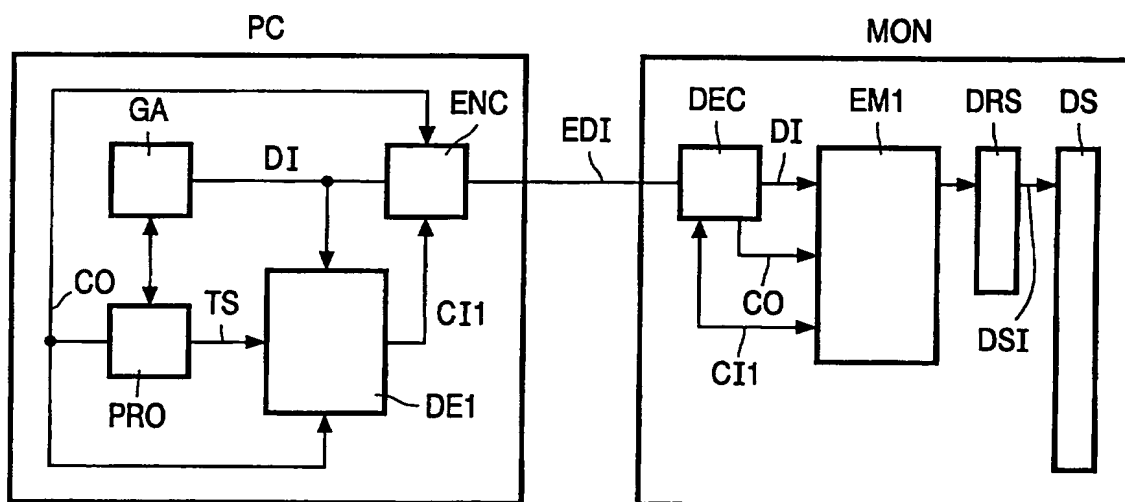 PC
MON
GA
ENC
DI
EDI
DEC
DI
EM1
DRS
DS
CO
TS
CI1
CO
DSI
CI1
PRO
DE1